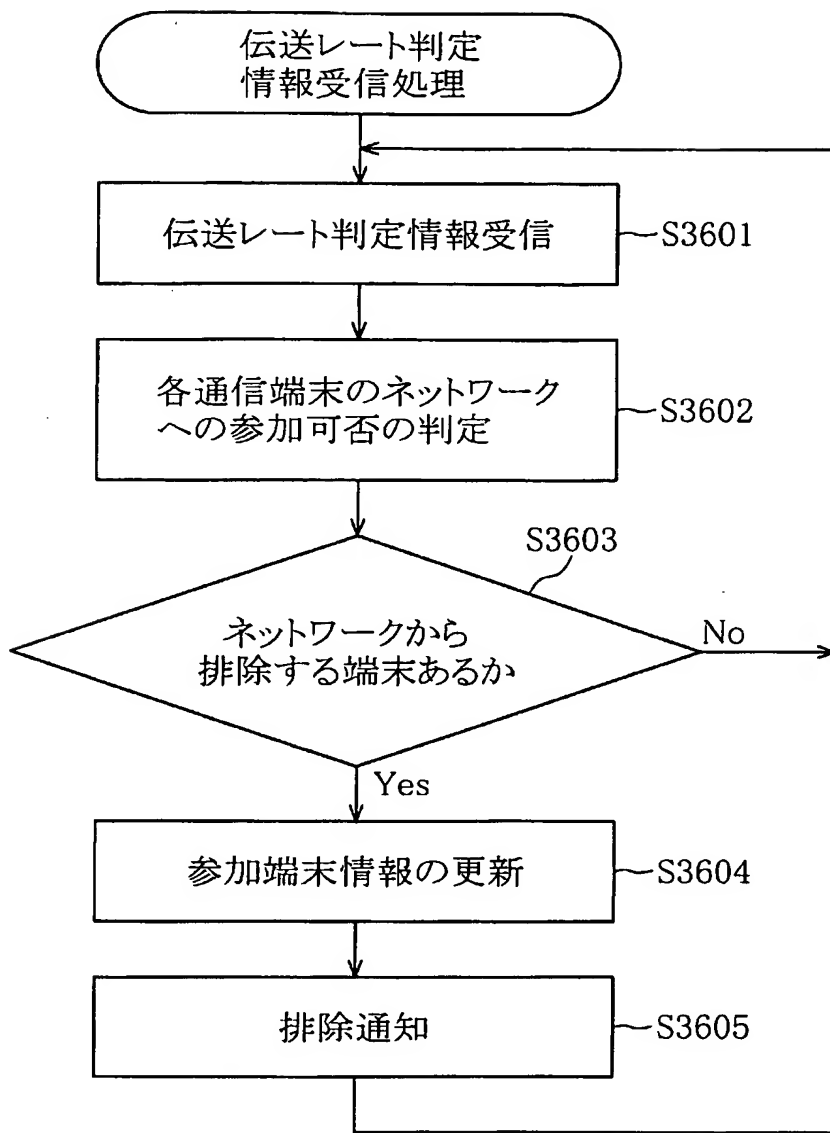 伝送レート判定
情報受信処理
伝送レート判定情報受信
S3601
各通信端末のネットワーク
への参加可否の判定
S3602
S3603
ネットワークから
排除する端末あるか
No
Yes
参加端末情報の更新
S3604
排除通知
S3605